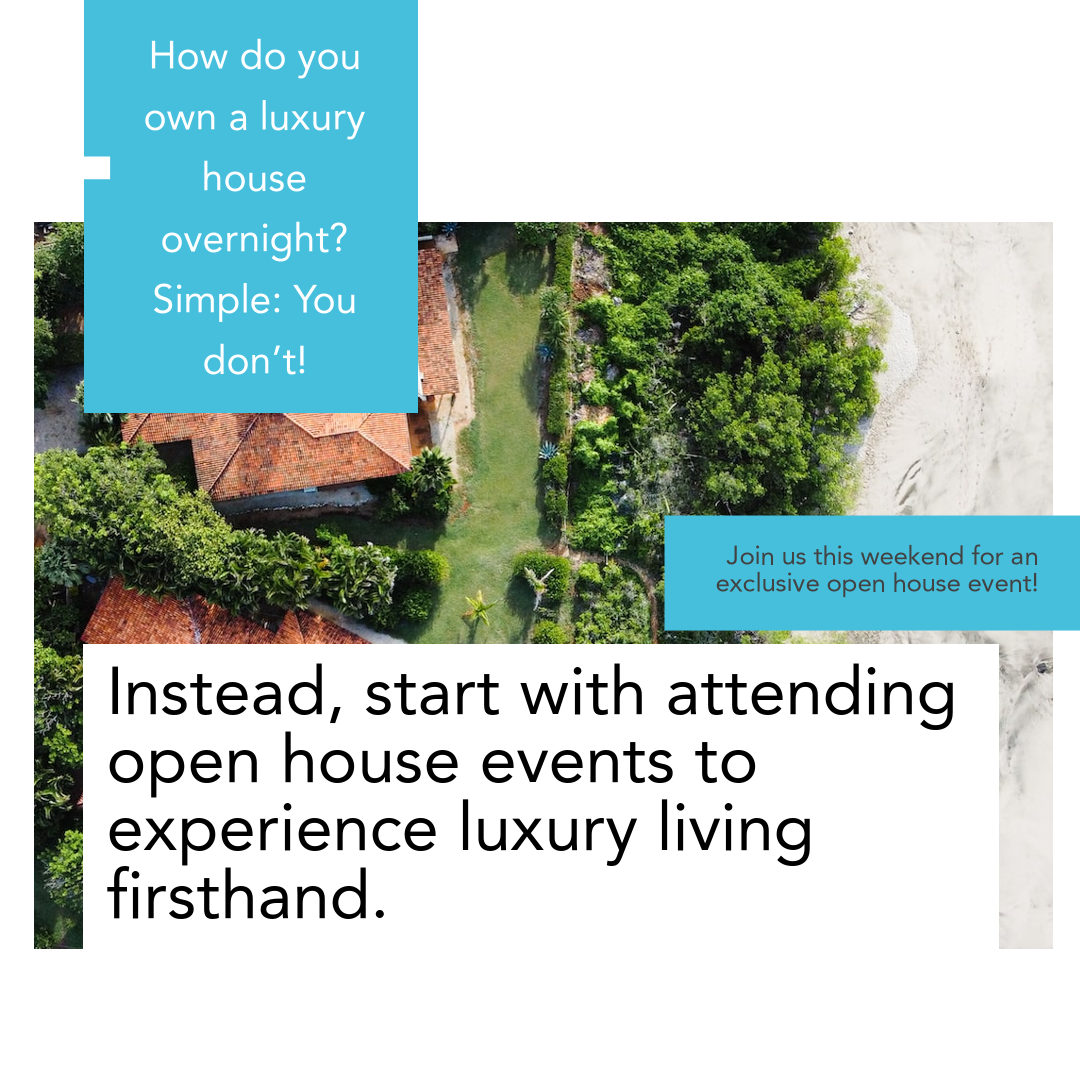 How do you
own a luxury
house
overnight?
Simple: You
don’t!
Join us this weekend for an
exclusive open house event!
Instead, start with attending
open house events to
experience luxury living
firsthand.